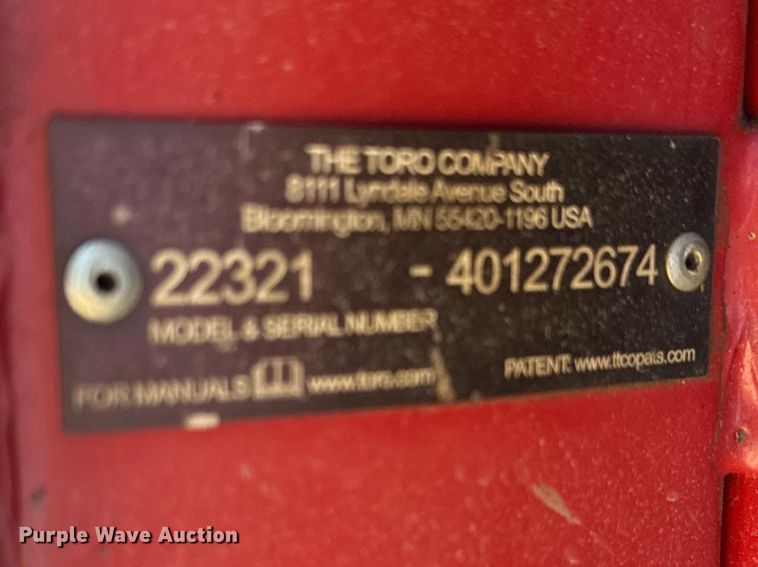 THE TORO COMPANY
8111 Lyndale Avenue South
Bloomington, MN 55420-1196 USA
22321 - 401272674
MODEL & SERIAL NUMBER
FOR MANUALS www.toro.com
PATENT: www.ttcopats.com
Purple Wave Auction